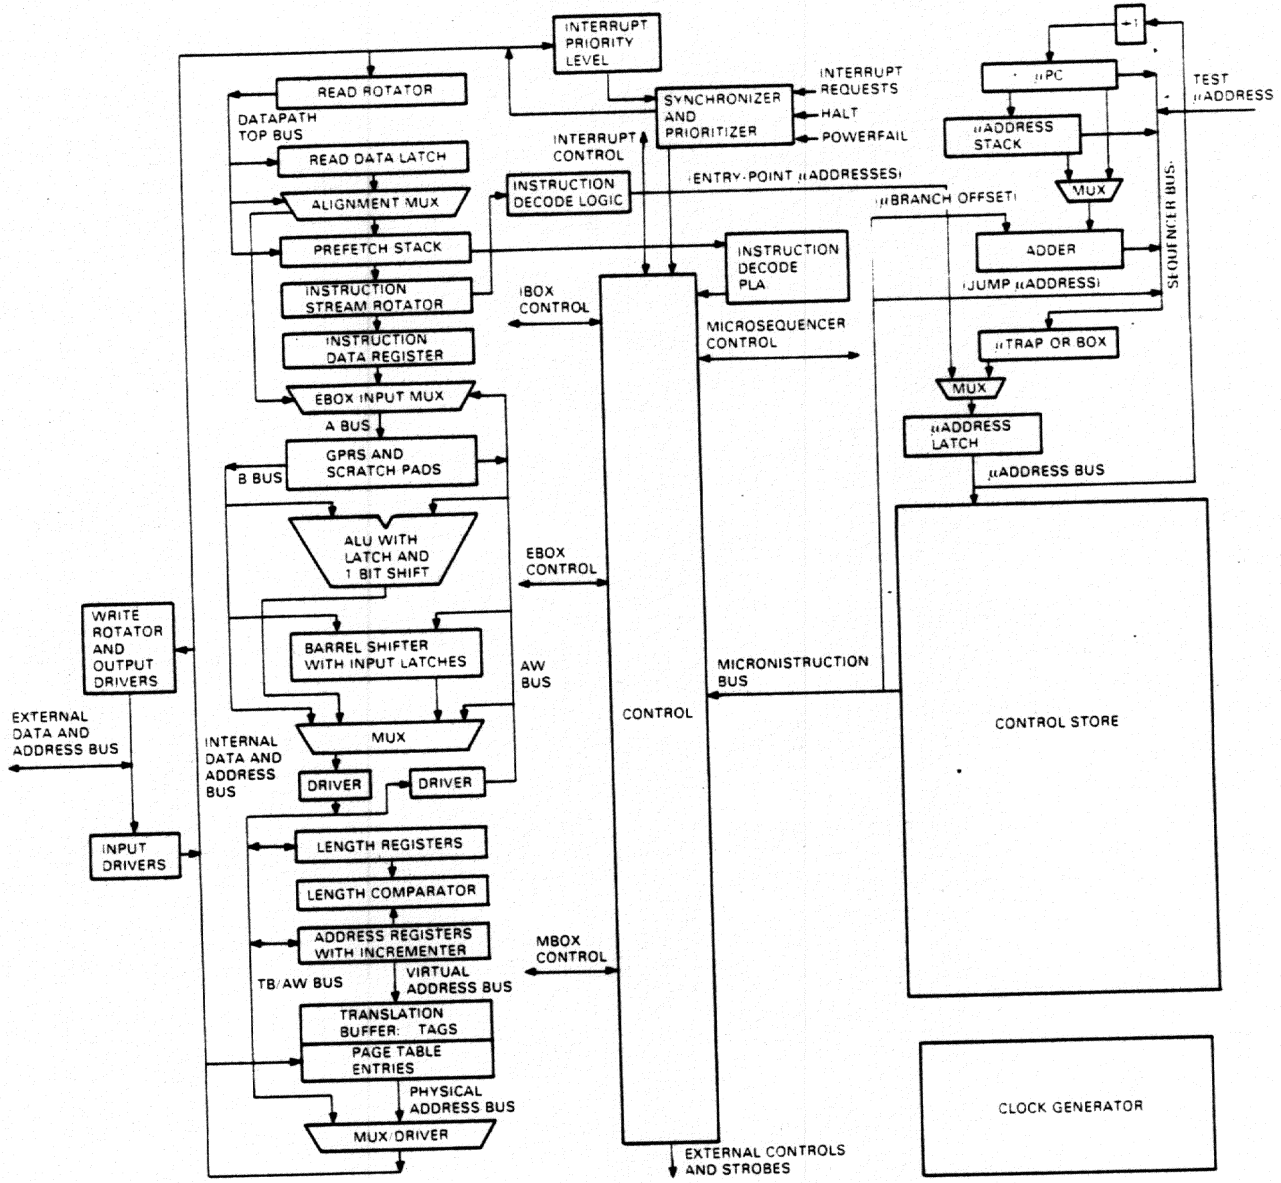 INTERRUPT
PRIORITY
LEVEL
+1
μPC
TEST
μADDRESS
READ ROTATOR
DATAPATH
TOP BUS
SYNCHRONIZER
AND
PRIORITIZER
INTERRUPT
REQUESTS
HALT
POWERFAIL
μADDRESS
STACK
INTERRUPT
CONTROL
READ DATA LATCH
INSTRUCTION
DECODE LOGIC
(ENTRY-POINT μADDRESSES)
MUX
ALIGNMENT MUX
(μBRANCH OFFSET)
SEQUENCER BUS
PREFETCH STACK
INSTRUCTION
DECODE
PLA
ADDER
INSTRUCTION
STREAM ROTATOR
IBOX
CONTROL
(JUMP μADDRESS)
INSTRUCTION
DATA REGISTER
MICROSEQUENCER
CONTROL
μTRAP OR BOX
EBOX INPUT MUX
MUX
A BUS
μADDRESS
LATCH
GPRS AND
SCRATCH PADS
B BUS
μADDRESS BUS
ALU WITH
LATCH AND
1 BIT SHIFT
EBOX
CONTROL
WRITE
ROTATOR
AND
OUTPUT
DRIVERS
BARREL SHIFTER
WITH INPUT LATCHES
AW
BUS
MICRONISTRUCTION
BUS
CONTROL
CONTROL STORE
EXTERNAL
DATA AND
ADDRESS BUS
INTERNAL
DATA AND
ADDRESS
BUS
MUX
DRIVER
DRIVER
INPUT
DRIVERS
LENGTH REGISTERS
LENGTH COMPARATOR
ADDRESS REGISTERS
WITH INCREMENTER
MBOX
CONTROL
TB/AW BUS
VIRTUAL
ADDRESS BUS
TRANSLATION
BUFFER: TAGS
PAGE TABLE
ENTRIES
PHYSICAL
ADDRESS BUS
CLOCK GENERATOR
MUX/DRIVER
EXTERNAL CONTROLS
AND STROBES